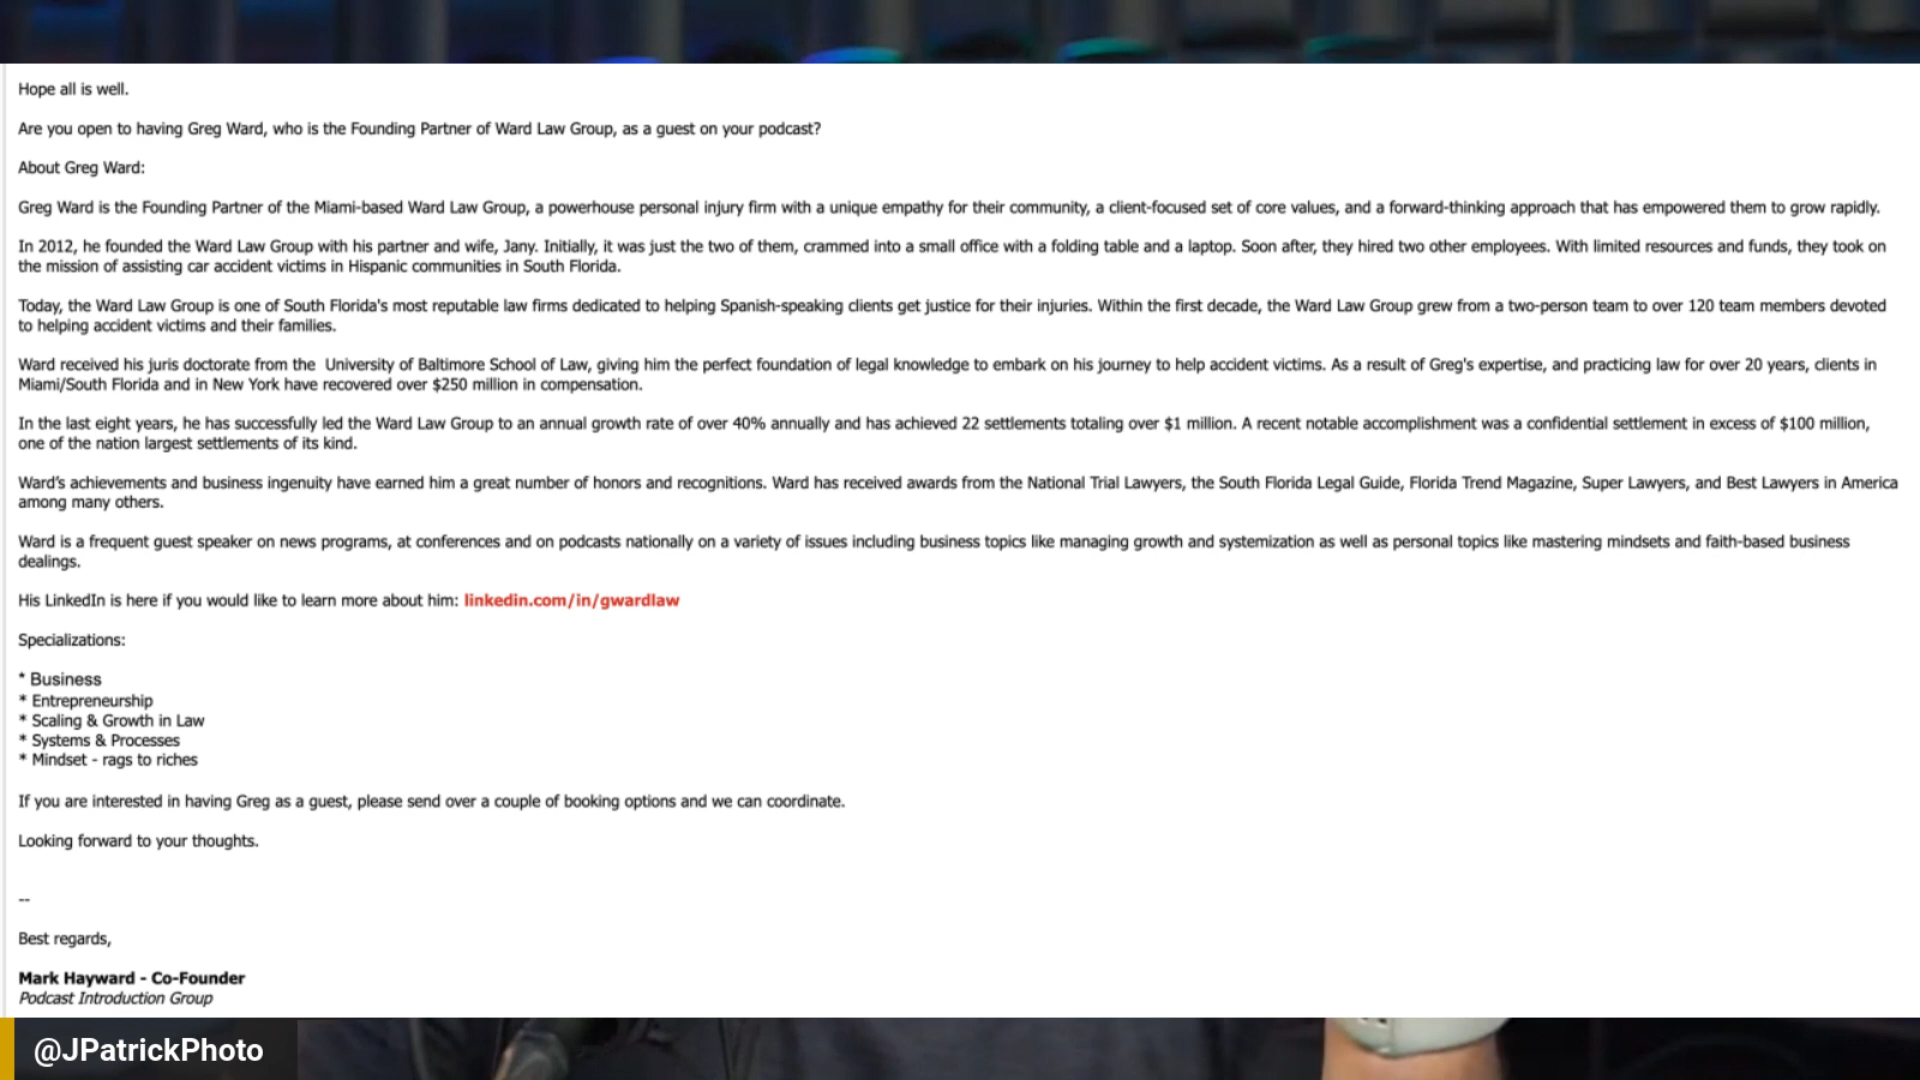 Hope all is well.
Are you open to having Greg Ward, who is the Founding Partner of Ward Law Group, as a guest on your podcast?
About Greg Ward:
Greg Ward is the Founding Partner of the Miami-based Ward Law Group, a powerhouse personal injury firm with a unique empathy for their community, a client-focused set of core values, and a forward-thinking approach that has empowered them to grow rapidly.
In 2012, he founded the Ward Law Group with his partner and wife, Jany. Initially, it was just the two of them, crammed into a small office with a folding table and a laptop. Soon after, they hired two other employees. With limited resources and funds, they took on
the mission of assisting car accident victims in Hispanic communities in South Florida.
Today, the Ward Law Group is one of South Florida's most reputable law firms dedicated to helping Spanish-speaking clients get justice for their injuries. Within the first decade, the Ward Law Group grew from a two-person team to over 120 team members devoted
to helping accident victims and their families.
Ward received his juris doctorate from the  University of Baltimore School of Law, giving him the perfect foundation of legal knowledge to embark on his journey to help accident victims. As a result of Greg's expertise, and practicing law for over 20 years, clients in
Miami/South Florida and in New York have recovered over $250 million in compensation.
In the last eight years, he has successfully led the Ward Law Group to an annual growth rate of over 40% annually and has achieved 22 settlements totaling over $1 million. A recent notable accomplishment was a confidential settlement in excess of $100 million,
one of the nation largest settlements of its kind.
Ward’s achievements and business ingenuity have earned him a great number of honors and recognitions. Ward has received awards from the National Trial Lawyers, the South Florida Legal Guide, Florida Trend Magazine, Super Lawyers, and Best Lawyers in America
among many others.
Ward is a frequent guest speaker on news programs, at conferences and on podcasts nationally on a variety of issues including business topics like managing growth and systemization as well as personal topics like mastering mindsets and faith-based business
dealings.
His LinkedIn is here if you would like to learn more about him: linkedin.com/in/gwardlaw
Specializations:
* Business
* Entrepreneurship
* Scaling & Growth in Law
* Systems & Processes
* Mindset - rags to riches
If you are interested in having Greg as a guest, please send over a couple of booking options and we can coordinate.
Looking forward to your thoughts.
--
Best regards,
Mark Hayward - Co-Founder
Podcast Introduction Group
@JPatrickPhoto